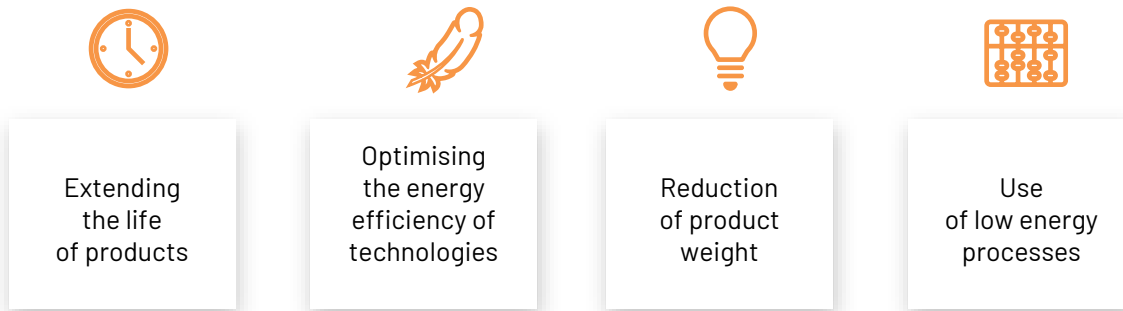 Extending
the life
of products
Optimising
the energy
efficiency of
technologies
Reduction
of product
weight
Use
of low energy
processes